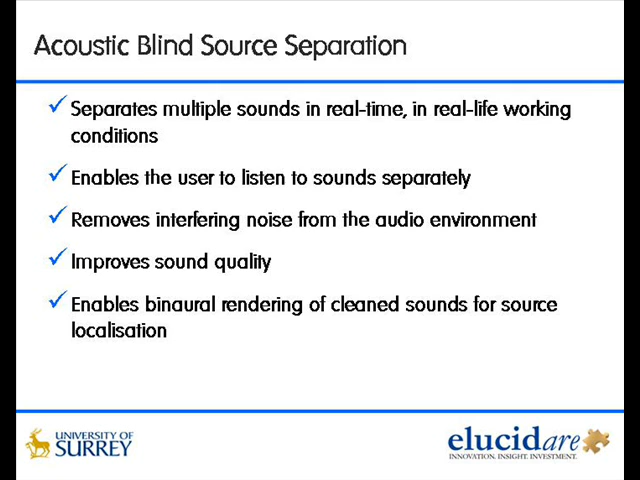 Acoustic Blind Source Separation
Separates multiple sounds in real-time, in real-life working
conditions
Enables the user to listen to sounds separately
Removes interfering noise from the audio environment
Improves sound quality
Enables binaural rendering of cleaned sounds for source
localisation
UNIVERSITY OF
SURREY
elucidare
INNOVATION. INSIGHT. INVESTMENT.